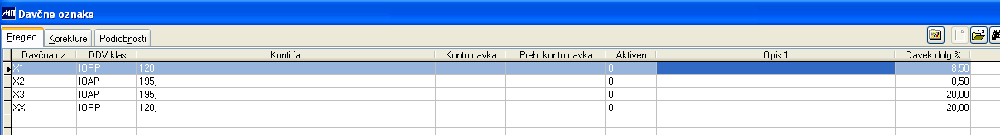 MIT Davčne oznake
Pregled Korekture Podrobnosti
Davčna oz. DDV klas Konti fa. Konto davka Preh. konto davka Aktiven Opis 1 Davek dolg.%
X1 IORP 120, 0 8,50
X2 IOAP 195, 0 8,50
X3 IOAP 195, 0 20,00
XX IORP 120, 0 20,00